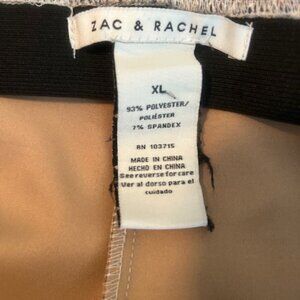 ZAC & RACHEL
XL
93% POLYESTER/
POLIÉSTER
7% SPANDEX
RN 103715
MADE IN CHINA
HECHO EN CHINA
See reverse for care
Ver al dorso para el
cuidado